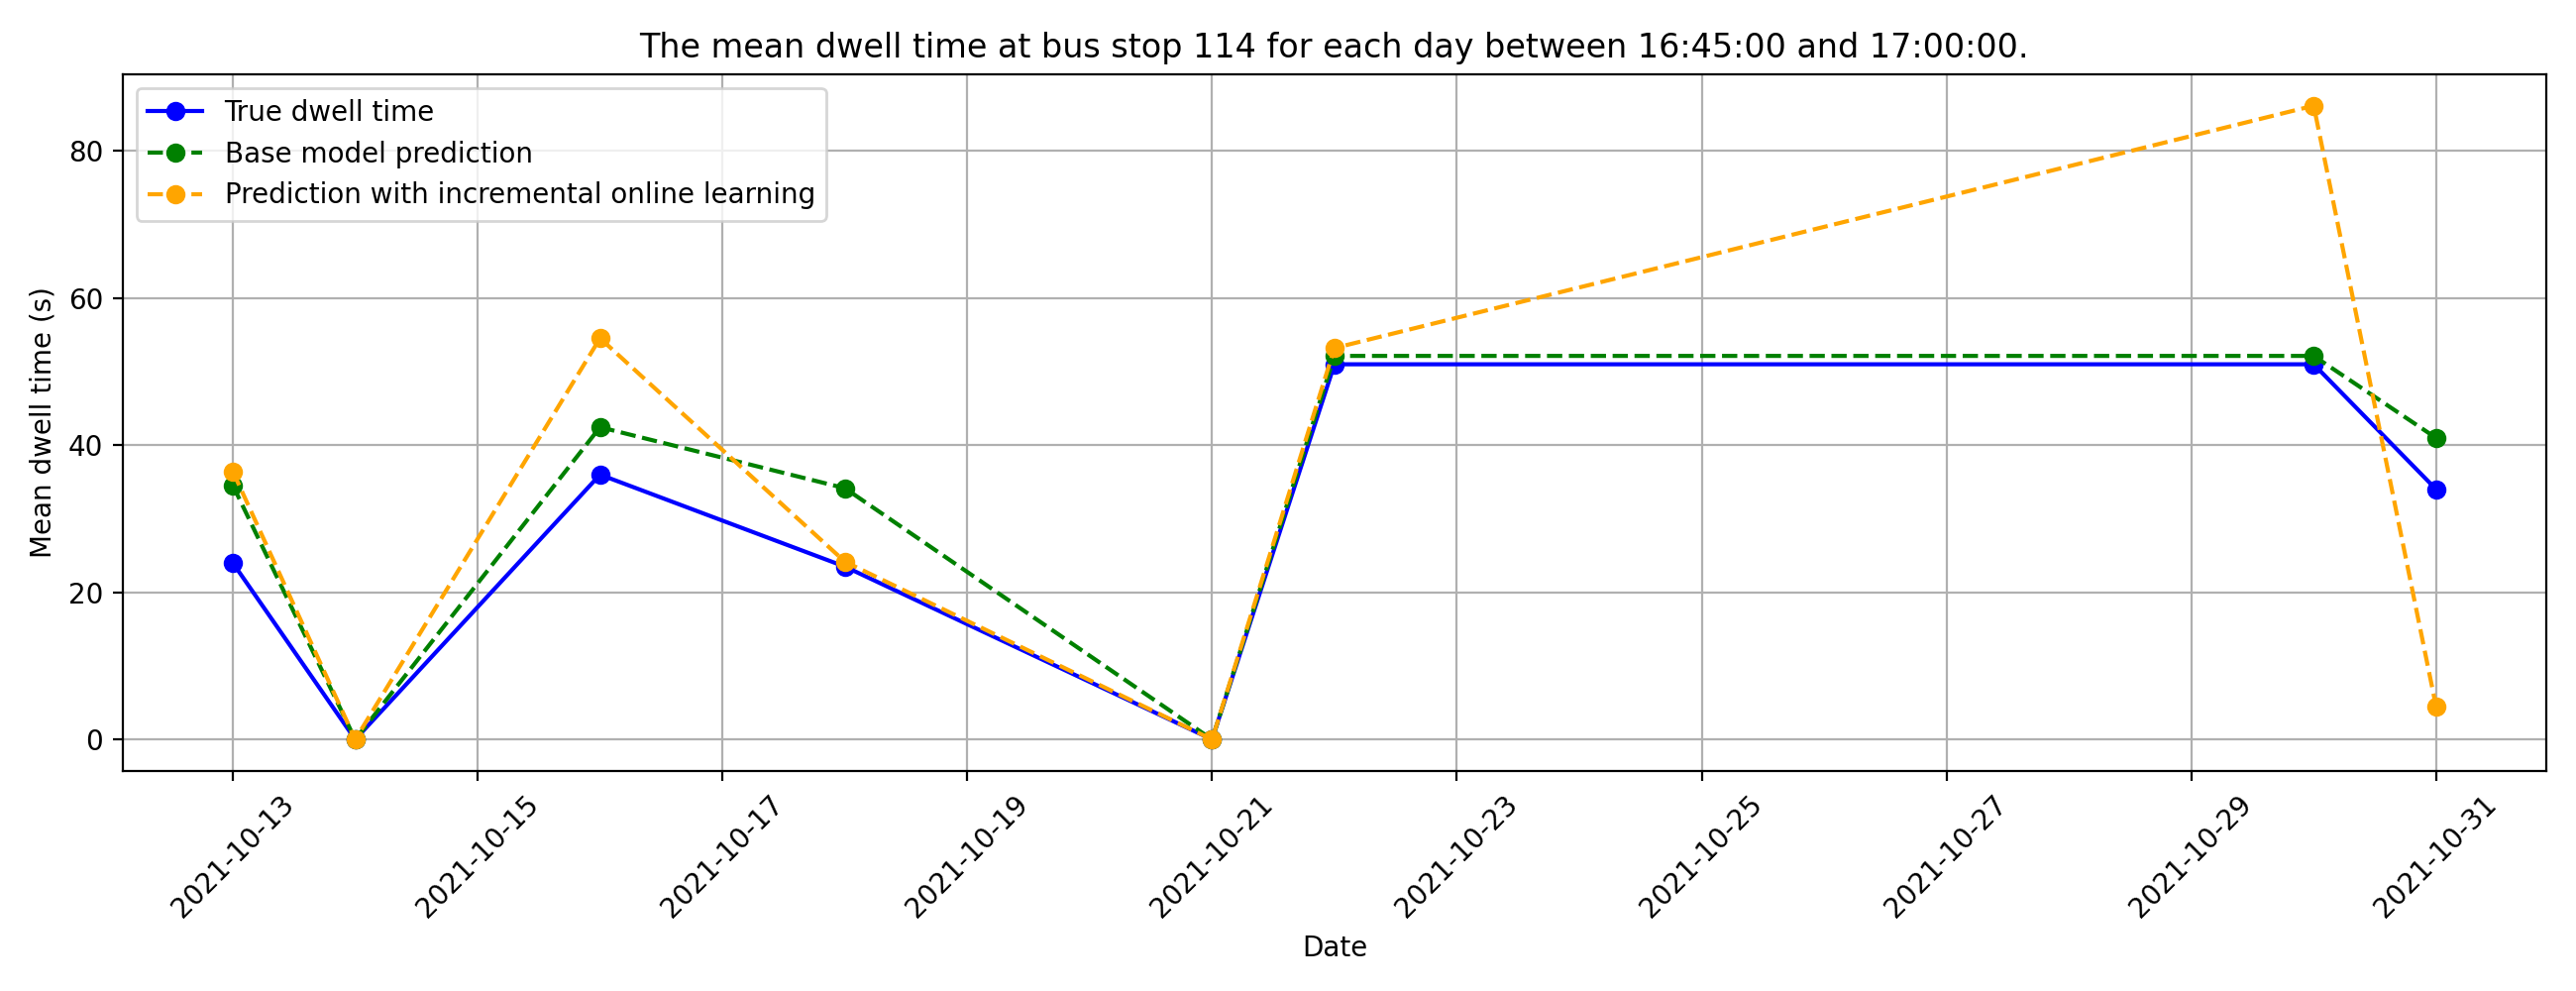 The mean dwell time at bus stop 114 for each day between 16:45:00 and 17:00:00.
True dwell time
Base model prediction
Prediction with incremental online learning
Mean dwell time (s)
80
60
40
20
0
2021-10-13
2021-10-15
2021-10-17
2021-10-19
2021-10-21
2021-10-23
2021-10-25
2021-10-27
2021-10-29
2021-10-31
Date